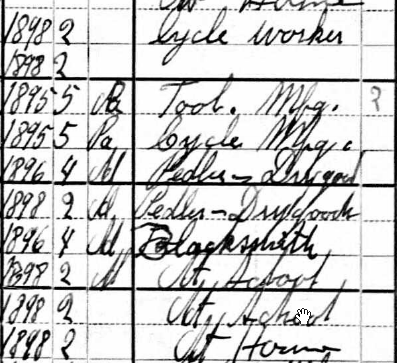 At Home
1898 2 Cycle Worker
1898 2
1895 5 Pa Tool. Mfg. 2
1895 5 Pa Cycle Mfg.
1896 4 Al Pedler - Drygood
1898 2 Al Pedler - Drygoods
1896 4 Al Blacksmith
1898 2 Al At School
1898 2 At School
1898 2 At Home